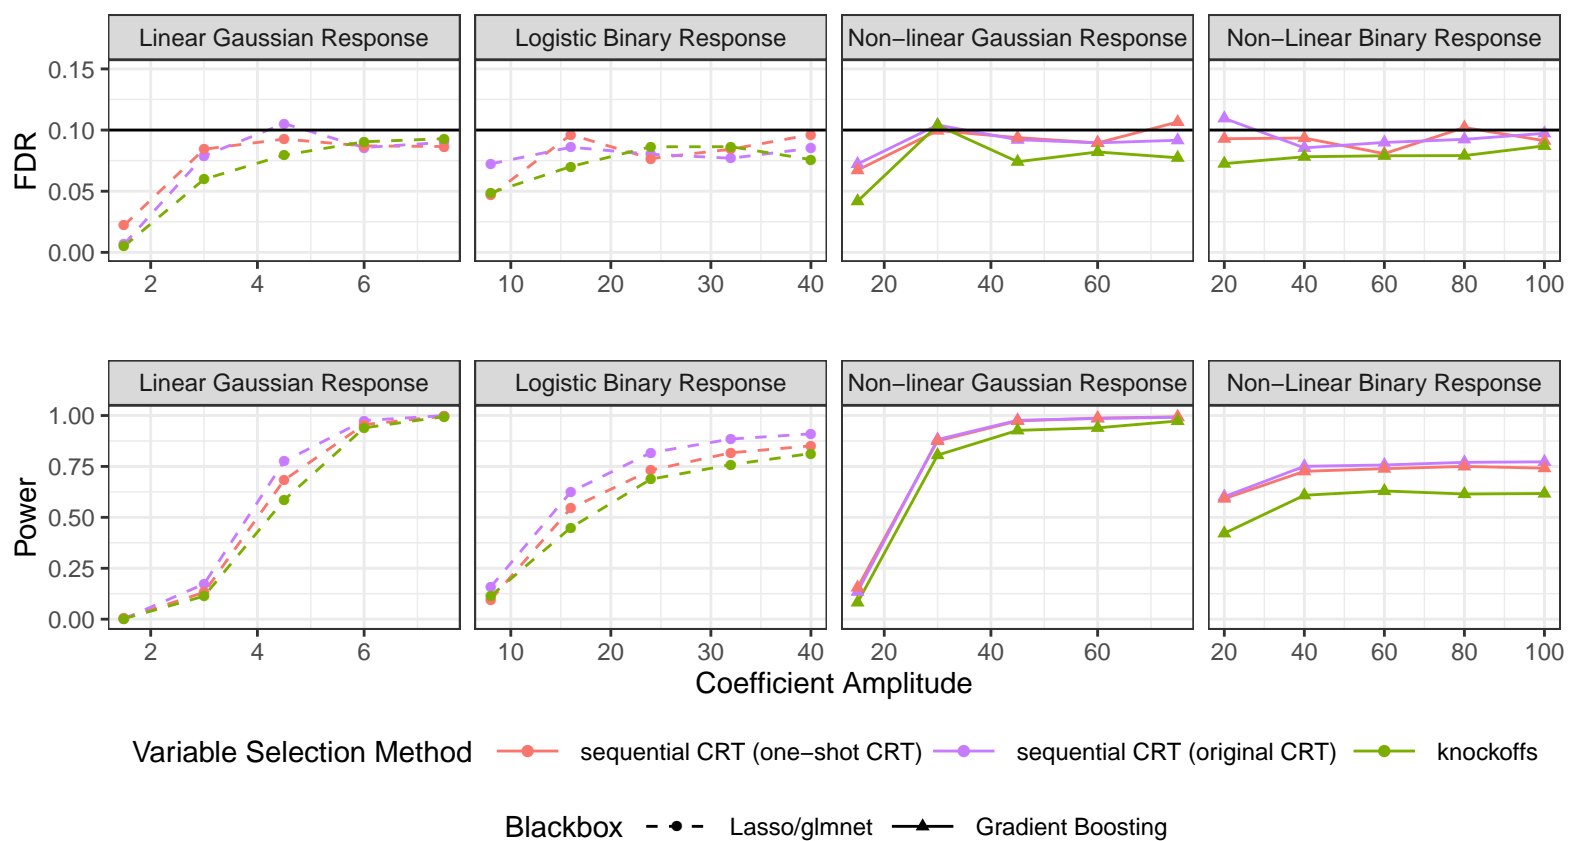 Linear Gaussian Response Logistic Binary Response Non−linear Gaussian Response Non−Linear Binary Response
0.15
0.10
0.05
0.00
FDR
2 4 6 10 20 30 40 20 40 60 20 40 60 80 100
Linear Gaussian Response Logistic Binary Response Non−linear Gaussian Response Non−Linear Binary Response
1.00
0.75
0.50
0.25
0.00
Power
2 4 6 10 20 30 40 20 40 60 20 40 60 80 100
Coefficient Amplitude
Variable Selection Method sequential CRT (one−shot CRT) sequential CRT (original CRT) knockoffs
Blackbox Lasso/glmnet Gradient Boosting